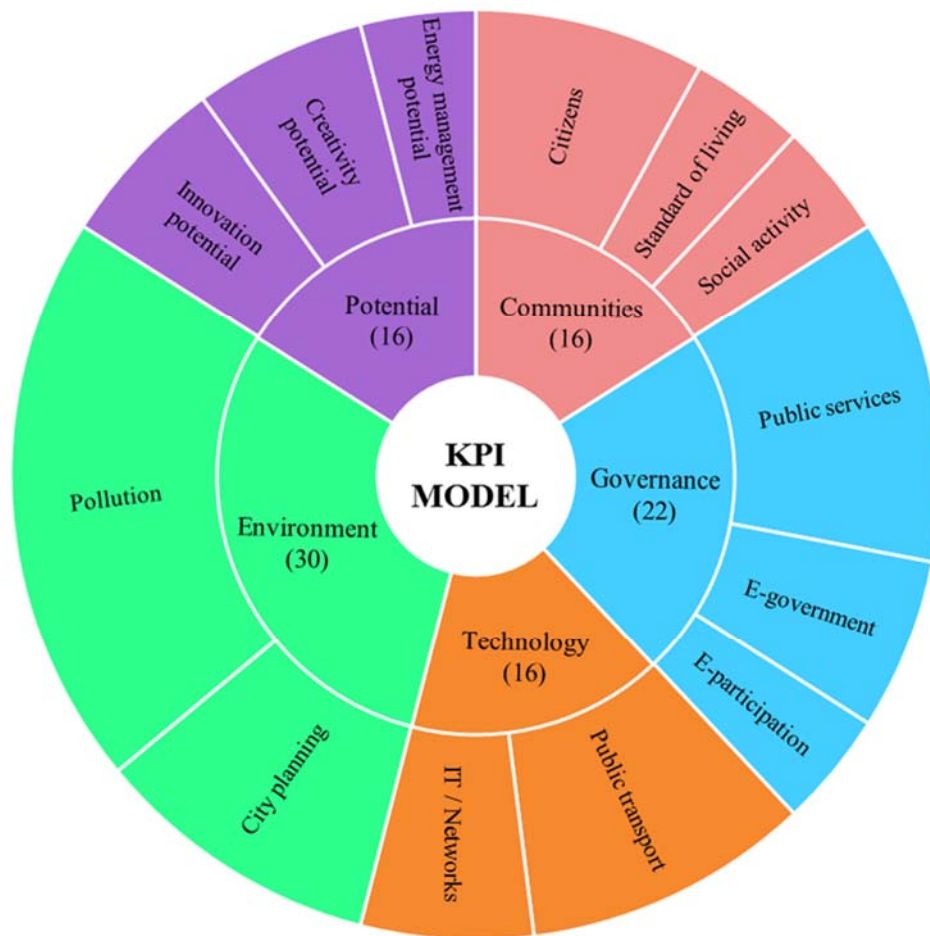 KPI
MODEL
Communities
(16)
Citizens
Standard of living
Social activity
Governance
(22)
Public services
E-government
E-participation
Technology
(16)
Public transport
IT / Networks
Environment
(30)
City planning
Pollution
Potential
(16)
Innovation
potential
Creativity
potential
Energy management
potential